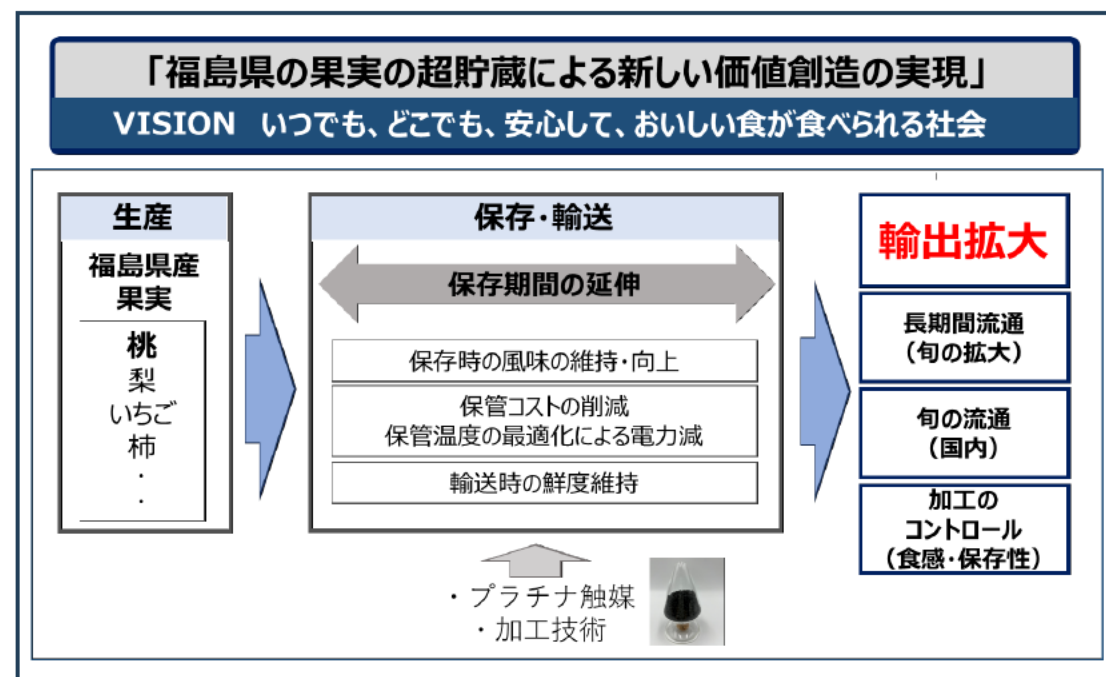 「福島県の果実の超貯蔵による新しい価値創造の実現」
VISION いつでも、どこでも、安心して、おいしい食が食べられる社会
生産
福島県産
果実
桃
梨
いちご
柿
・
・
保存・輸送
保存期間の延伸
保存時の風味の維持・向上
保管コストの削減
保管温度の最適化による電力減
輸送時の鮮度維持
・プラチナ触媒
・加工技術
輸出拡大
長期間流通
（旬の拡大）
旬の流通
（国内）
加工の
コントロール
（食感・保存性）